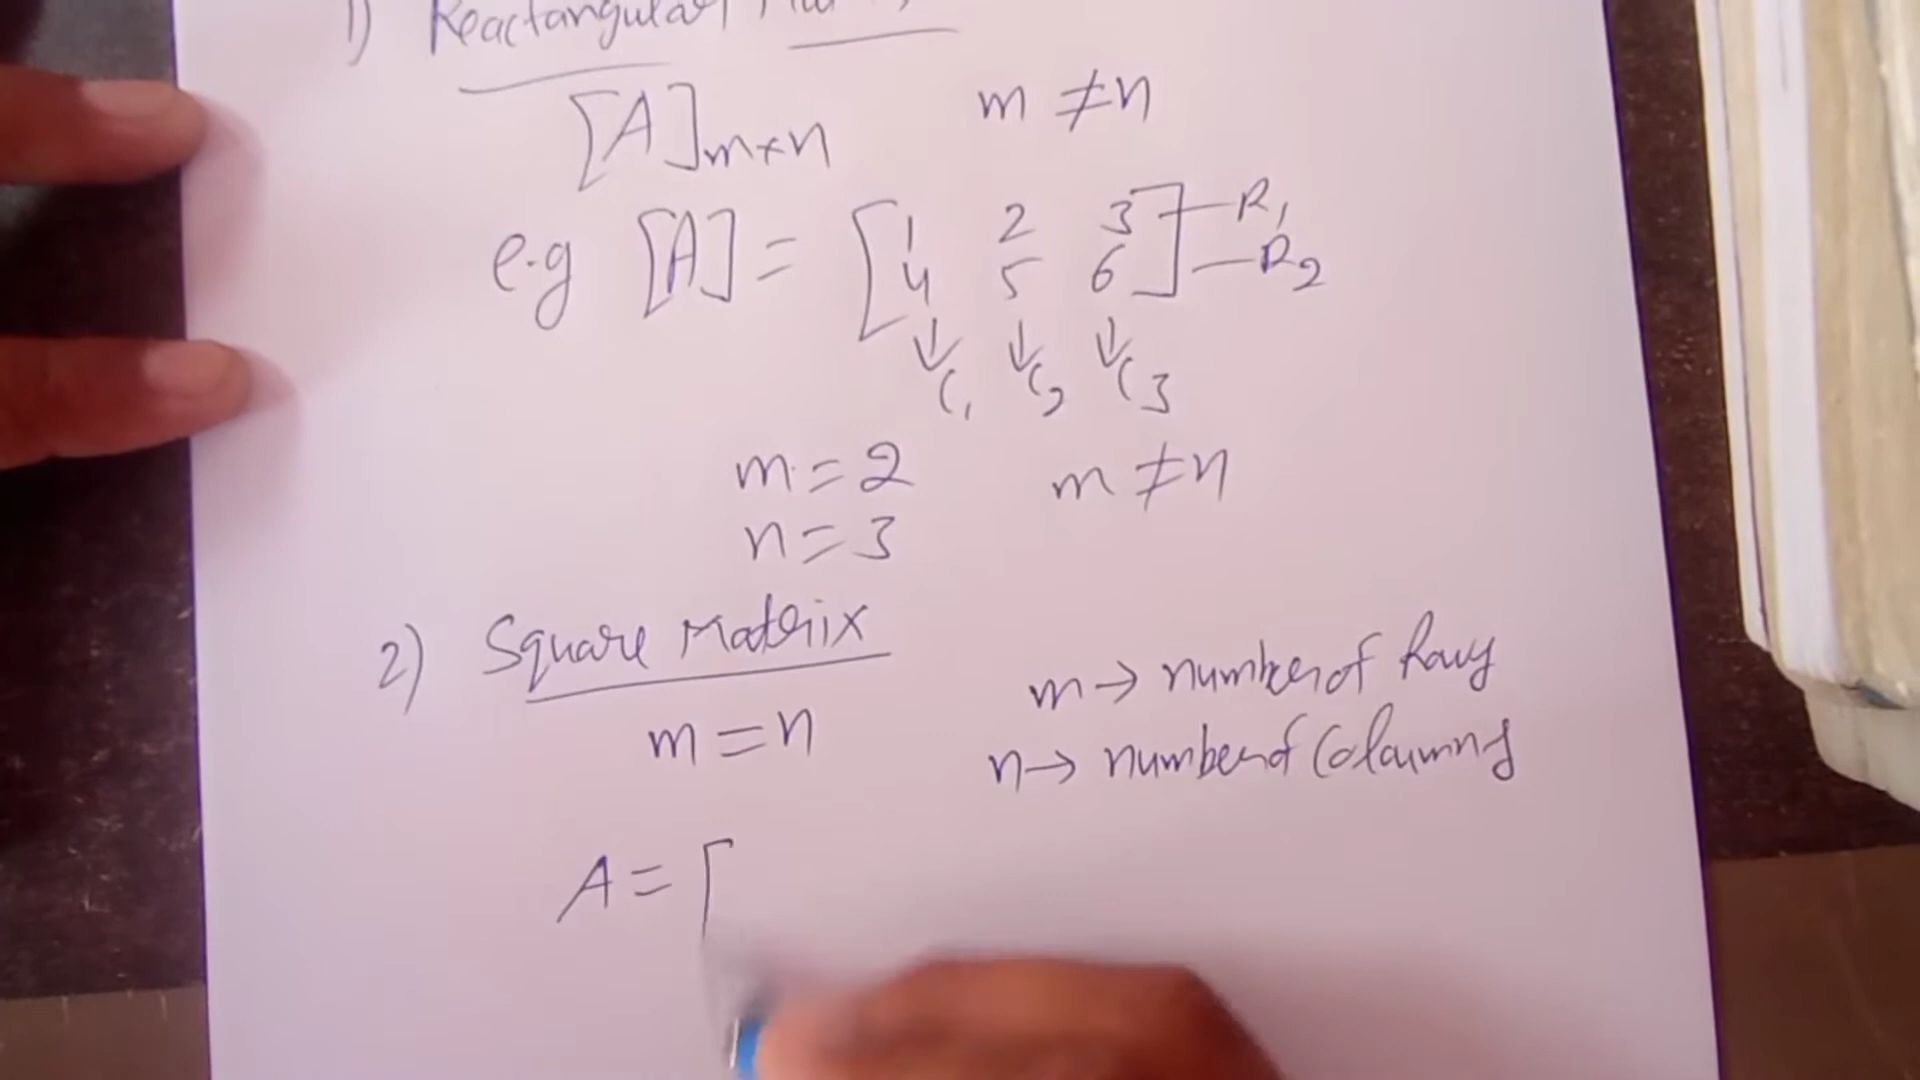 1) Reactangular
[A]m×n m ≠ n
e.g [A] = [1 2 3 — R1
4 5 6] — R2
↓ ↓ ↓
C1 C2 C3
m = 2 m ≠ n
n = 3
2) Square Matrix
m = n
m → number of rows
n → number of Coloumns
A = [